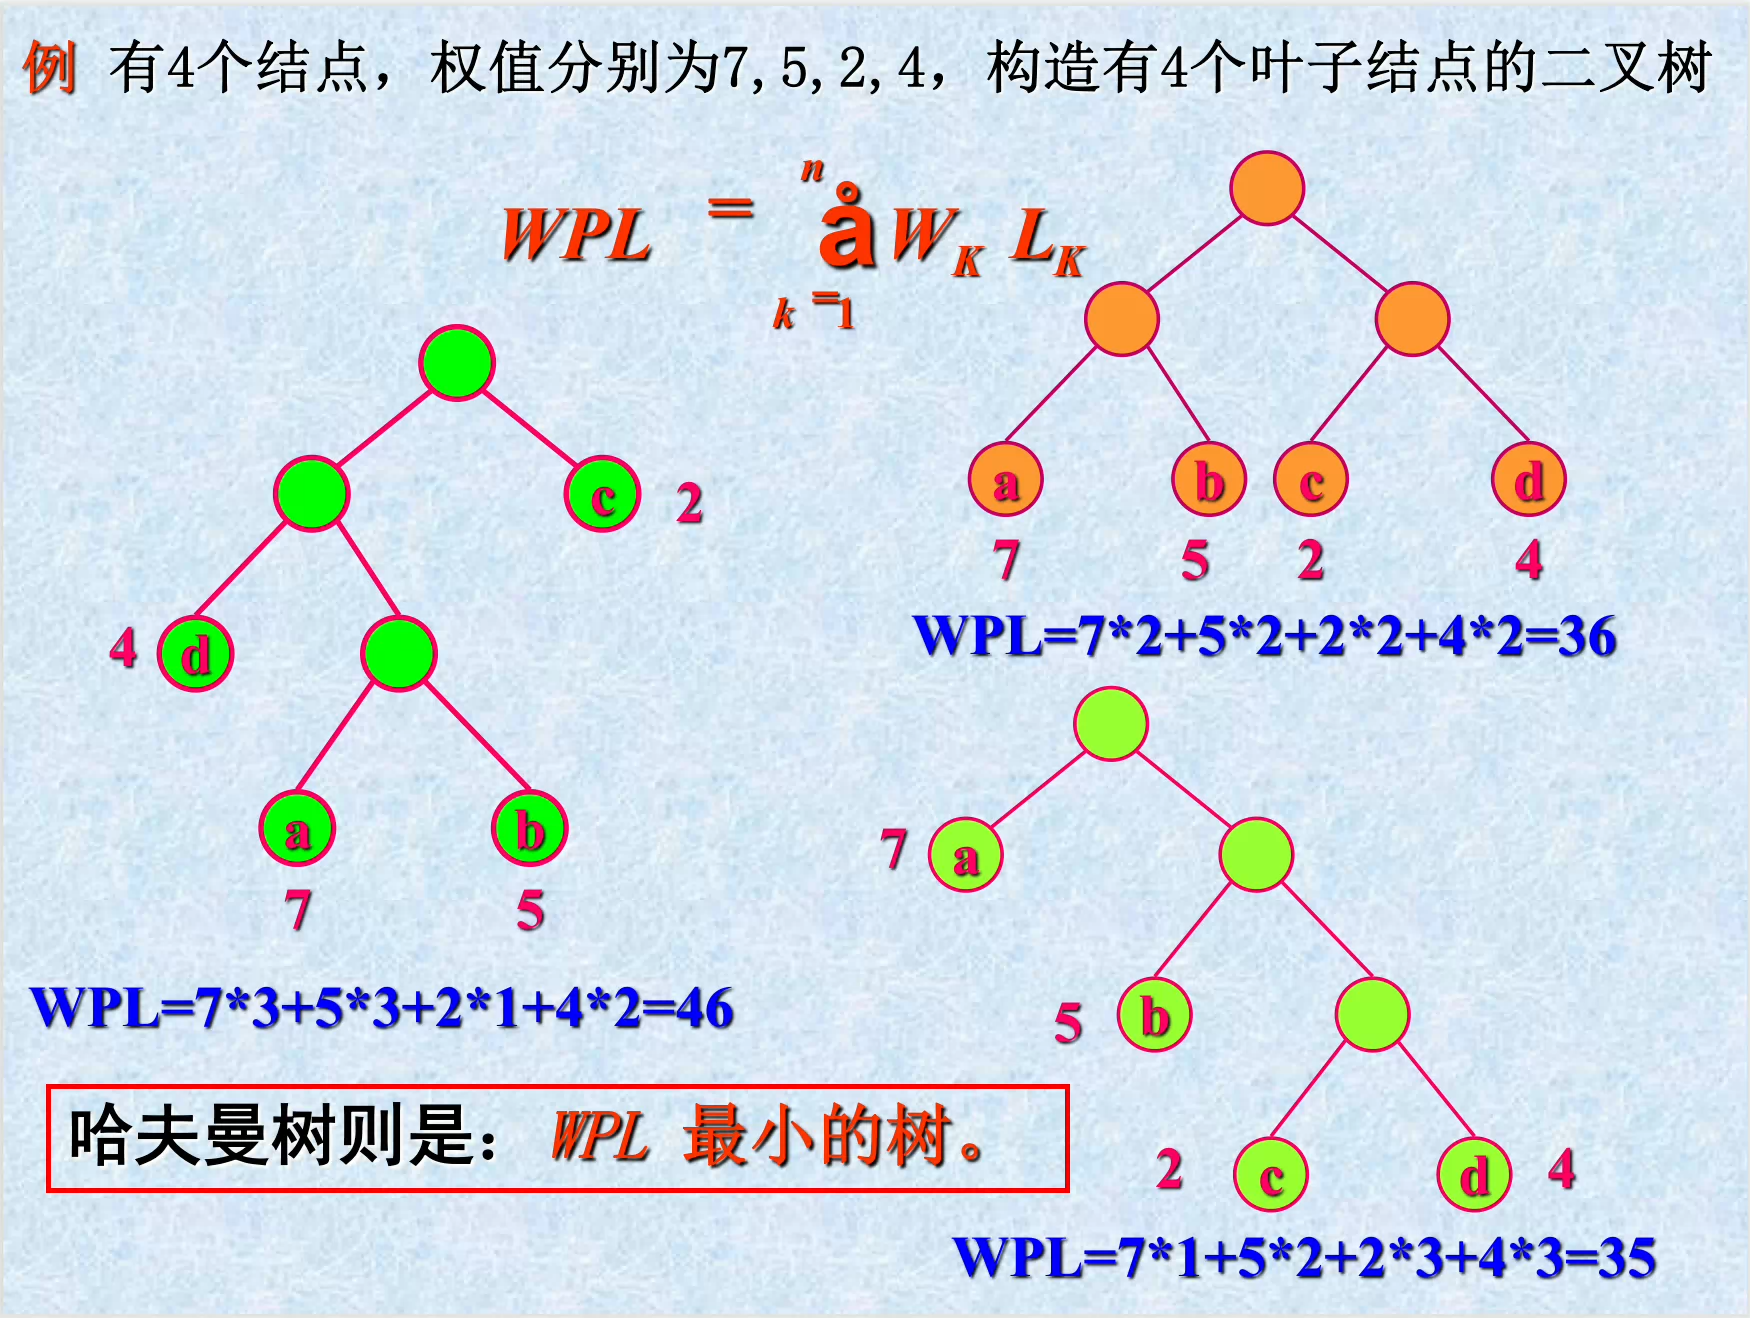 例 有4个结点，权值分别为7,5,2,4，构造有4个叶子结点的二叉树
n
WPL = å W_K L_K
k =1
c 2
4 d
a b
7 5
WPL=7*3+5*3+2*1+4*2=46
a b c d
7 5 2 4
WPL=7*2+5*2+2*2+4*2=36
7 a
5 b
2 c d 4
WPL=7*1+5*2+2*3+4*3=35
哈夫曼树则是：WPL 最小的树。